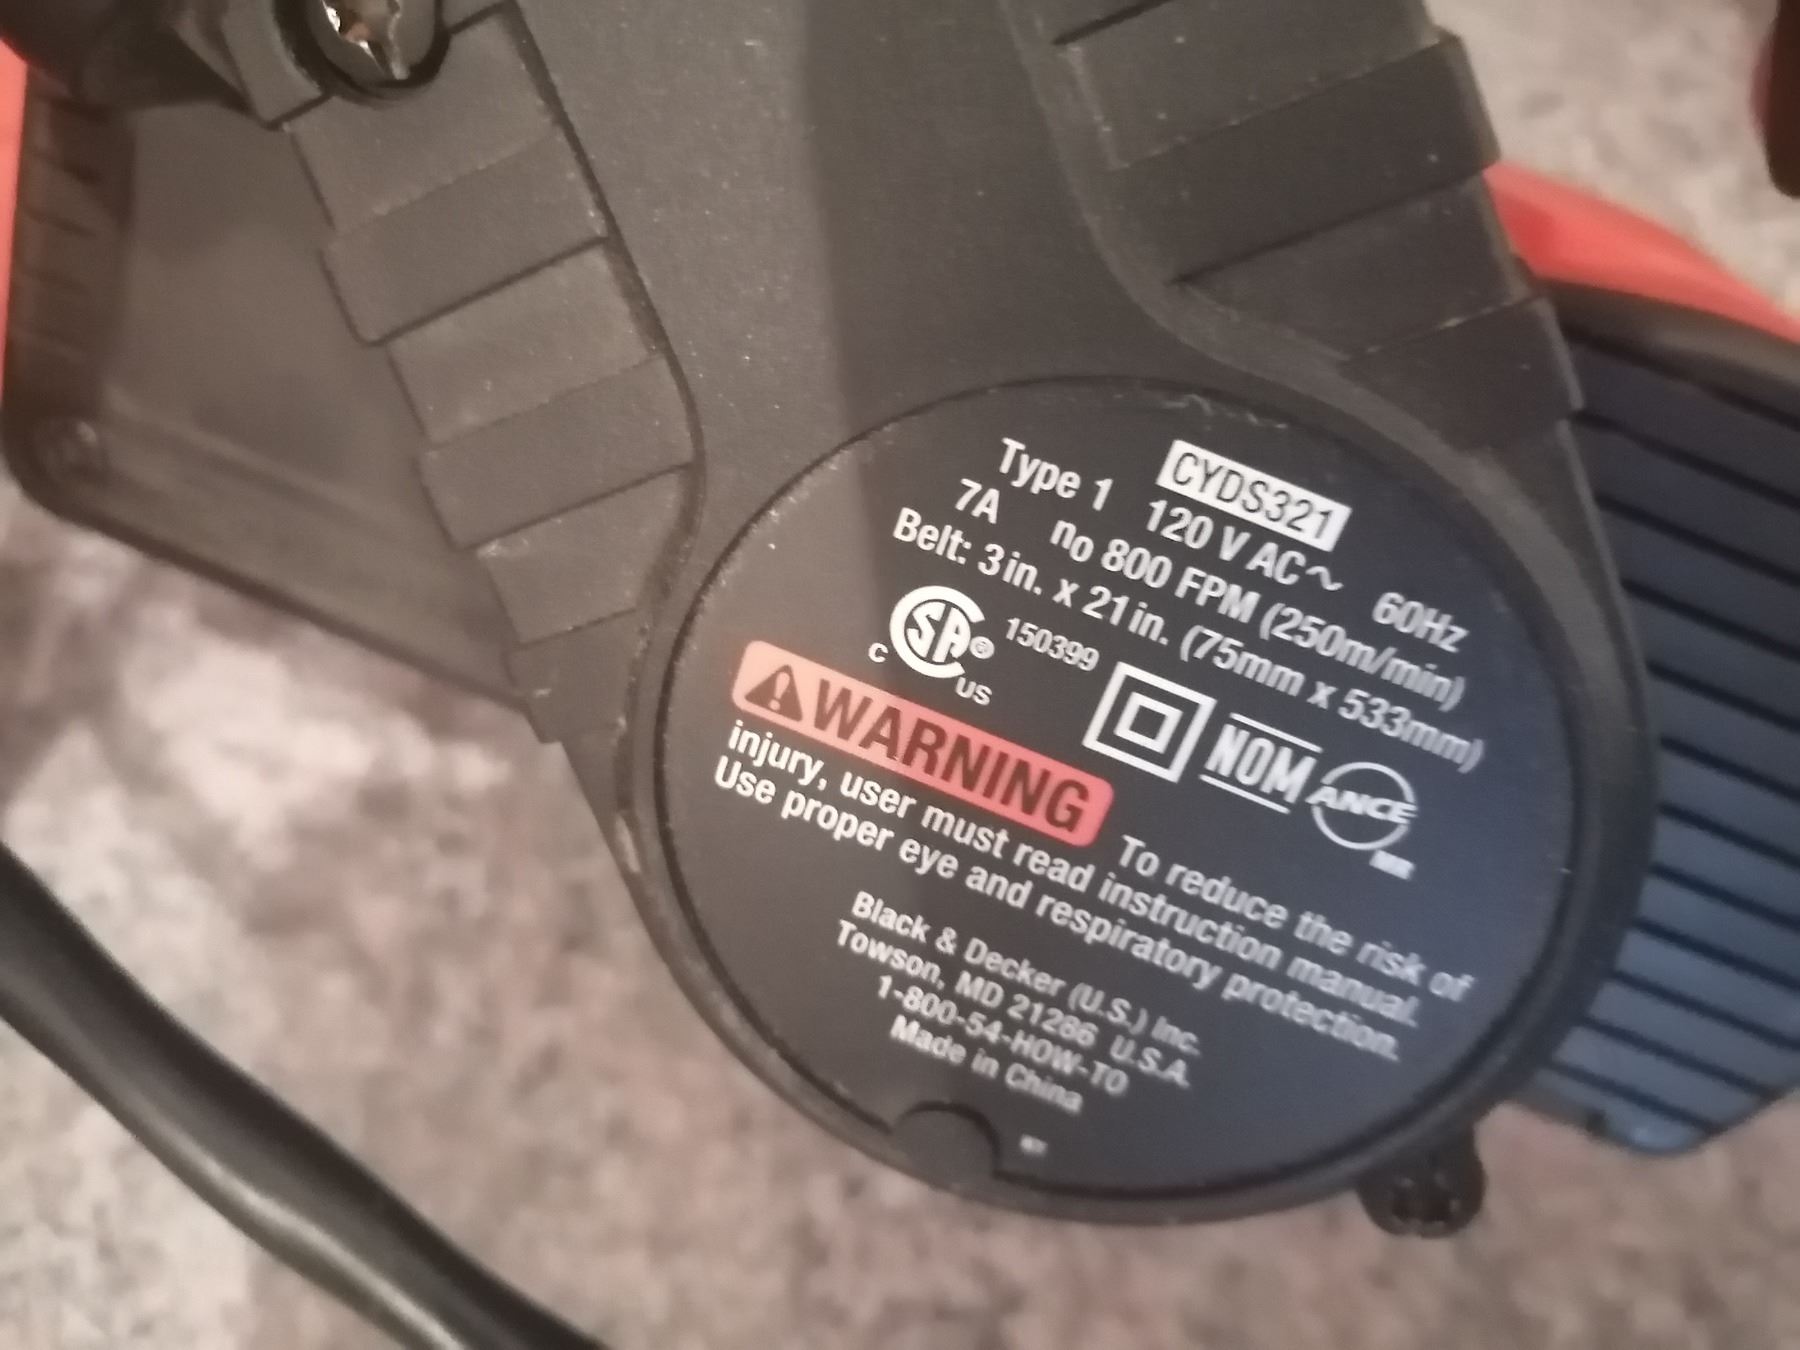 CYDS321
Type 1 120 V AC~ 60Hz
7A no 800 FPM (250m/min)
Belt: 3 in. x 21 in. (75mm x 533mm)
CSA® 150399
C US
NOM ANCE
WARNING To reduce the risk of
injury, user must read instruction manual.
Use proper eye and respiratory protection.
Black & Decker (U.S.) Inc.
Towson, MD 21286 U.S.A.
1-800-54-HOW-TO
Made in China